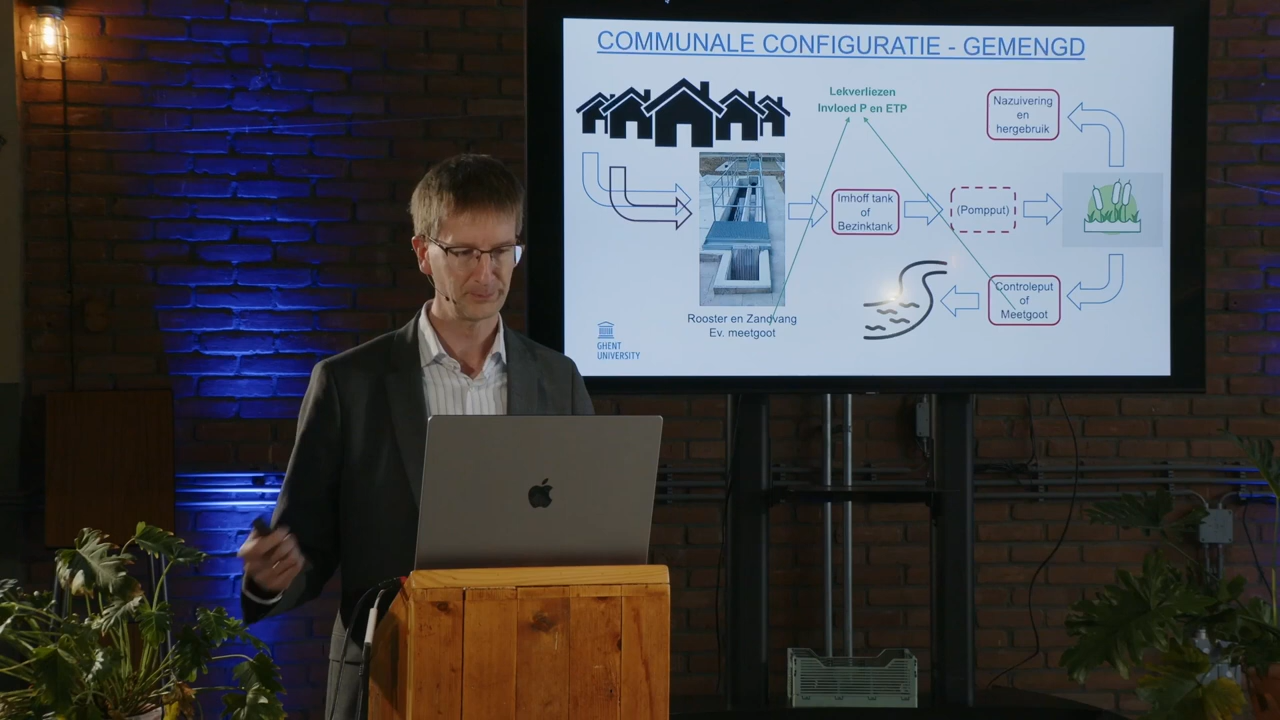 COMMUNALE CONFIGURATIE - GEMENGD
Lekverliezen
Invloed P en ETP
Nazuivering
en
hergebruik
Imhoff tank
of
Bezinktank
(Pompput)
Controleput
of
Meetgoot
Rooster en Zandvang
Ev. meetgoot
GHENT
UNIVERSITY